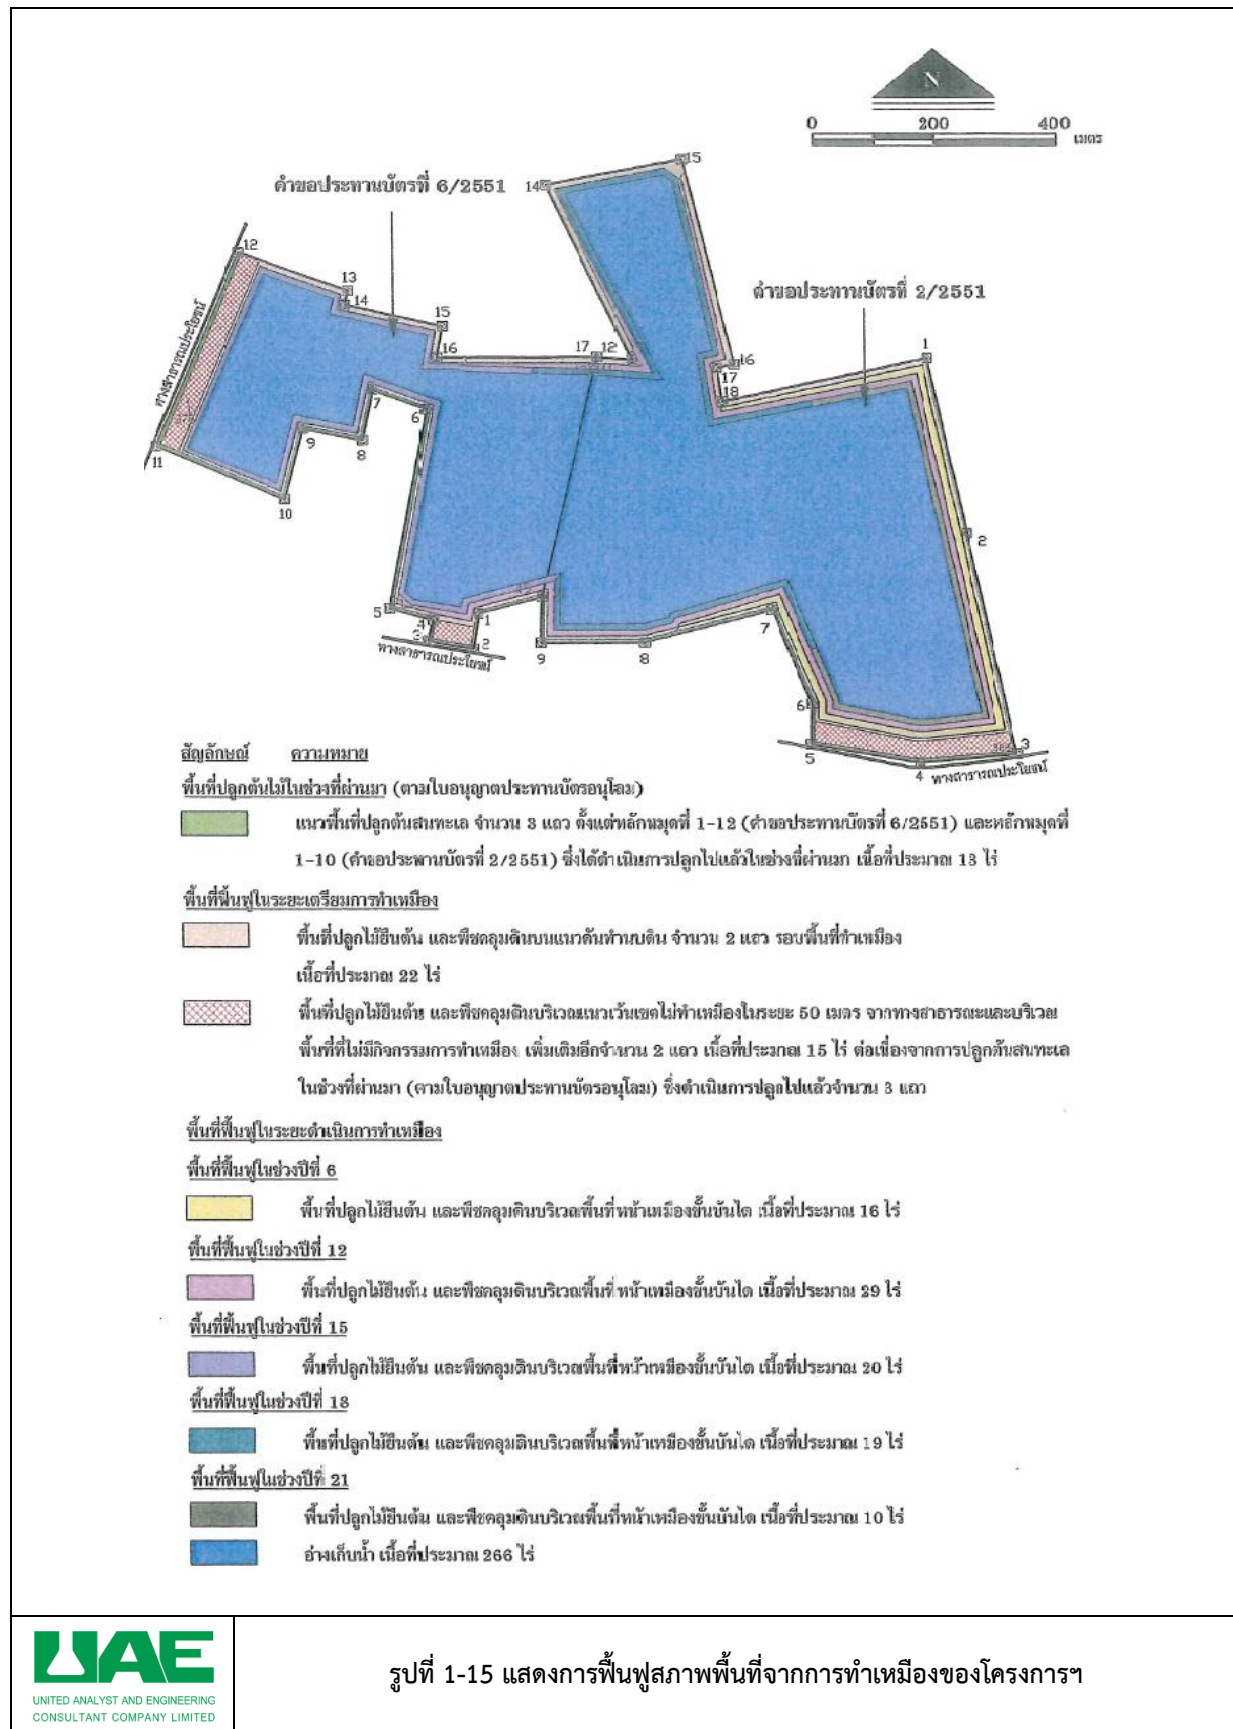 N
0 200 400
เมตร
คำขอประทานบัตรที่ 6/2551
คำขอประทานบัตรที่ 2/2551
ทางสาธารณประโยชน์
12
13
14
15
16
17
12
14
15
16
17
18
1
2
3
4
5
6
7
8
9
1
2
3
4
5
6
7
8
9
10
11
ทางสาธารณประโยชน์
ทางสาธารณประโยชน์
สัญลักษณ์ ความหมาย
พื้นที่ปลูกต้นไม้ในช่วงที่ผ่านมา (ตามใบอนุญาตประทานบัตรอนุโลม)
แนวพื้นที่ปลูกต้นสนทะเล จำนวน 3 แถว ตั้งแต่หลักหมุดที่ 1-12 (คำขอประทานบัตรที่ 6/2551) และหลักหมุดที่
1-10 (คำขอประทานบัตรที่ 2/2551) ซึ่งได้ดำเนินการปลูกไปแล้วในช่วงที่ผ่านมา เนื้อที่ประมาณ 13 ไร่
พื้นที่ฟื้นฟูในระยะเตรียมการทำเหมือง
พื้นที่ปลูกไม้ยืนต้น และพืชคลุมดินบนแนวคันทำนบดิน จำนวน 2 แถว รอบพื้นที่ทำเหมือง
เนื้อที่ประมาณ 22 ไร่
พื้นที่ปลูกไม้ยืนต้น และพืชคลุมดินบริเวณแนวเว้นเขตไม่ทำเหมืองในระยะ 50 เมตร จากทางสาธารณะและบริเวณ
พื้นที่ที่ไม่มีกิจกรรมการทำเหมือง เพิ่มเติมอีกจำนวน 2 แถว เนื้อที่ประมาณ 15 ไร่ ต่อเนื่องจากการปลูกต้นสนทะเล
ในช่วงที่ผ่านมา (ตามใบอนุญาตประทานบัตรอนุโลม) ซึ่งดำเนินการปลูกไปแล้วจำนวน 3 แถว
พื้นที่ฟื้นฟูในระยะดำเนินการทำเหมือง
พื้นที่ฟื้นฟูในช่วงปีที่ 6
พื้นที่ปลูกไม้ยืนต้น และพืชคลุมดินบริเวณพื้นที่หน้าเหมืองขั้นบันได เนื้อที่ประมาณ 16 ไร่
พื้นที่ฟื้นฟูในช่วงปีที่ 12
พื้นที่ปลูกไม้ยืนต้น และพืชคลุมดินบริเวณพื้นที่หน้าเหมืองขั้นบันได เนื้อที่ประมาณ 29 ไร่
พื้นที่ฟื้นฟูในช่วงปีที่ 15
พื้นที่ปลูกไม้ยืนต้น และพืชคลุมดินบริเวณพื้นที่หน้าเหมืองขั้นบันได เนื้อที่ประมาณ 20 ไร่
พื้นที่ฟื้นฟูในช่วงปีที่ 18
พื้นที่ปลูกไม้ยืนต้น และพืชคลุมดินบริเวณพื้นที่หน้าเหมืองขั้นบันได เนื้อที่ประมาณ 19 ไร่
พื้นที่ฟื้นฟูในช่วงปีที่ 21
พื้นที่ปลูกไม้ยืนต้น และพืชคลุมดินบริเวณพื้นที่หน้าเหมืองขั้นบันได เนื้อที่ประมาณ 10 ไร่
อ่างเก็บน้ำ เนื้อที่ประมาณ 266 ไร่
UAE
UNITED ANALYST AND ENGINEERING
CONSULTANT COMPANY LIMITED
รูปที่ 1-15 แสดงการฟื้นฟูสภาพพื้นที่จากการทำเหมืองของโครงการฯ